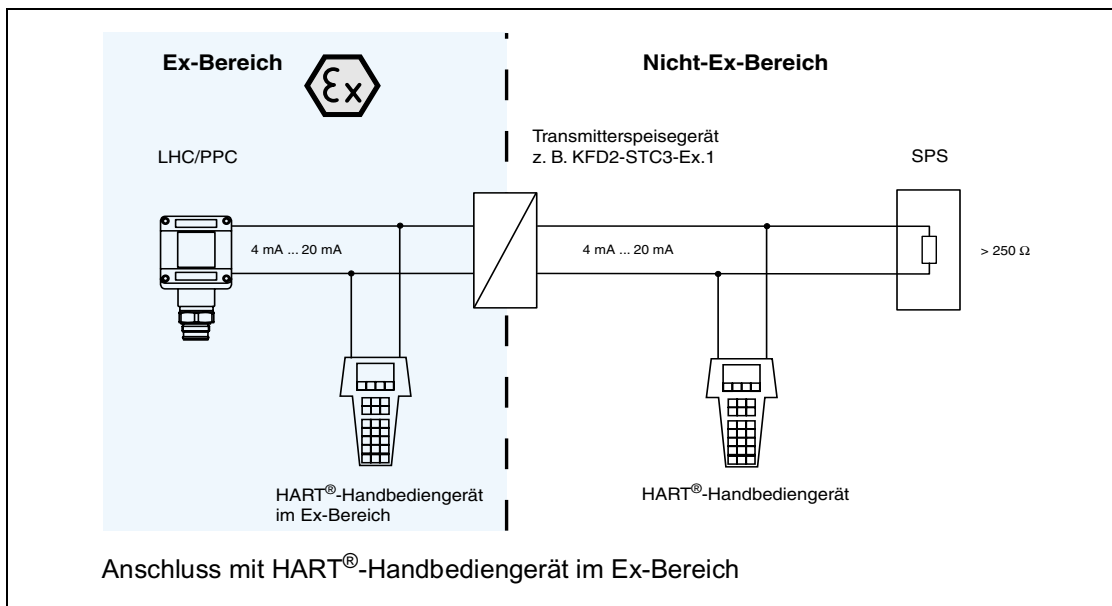 Ex-Bereich
Ex
Nicht-Ex-Bereich
LHC/PPC
Transmitterspeisegerät
z. B. KFD2-STC3-Ex.1
SPS
4 mA ... 20 mA
4 mA ... 20 mA
> 250 Ω
HART®-Handbediengerät
im Ex-Bereich
HART®-Handbediengerät
Anschluss mit HART®-Handbediengerät im Ex-Bereich